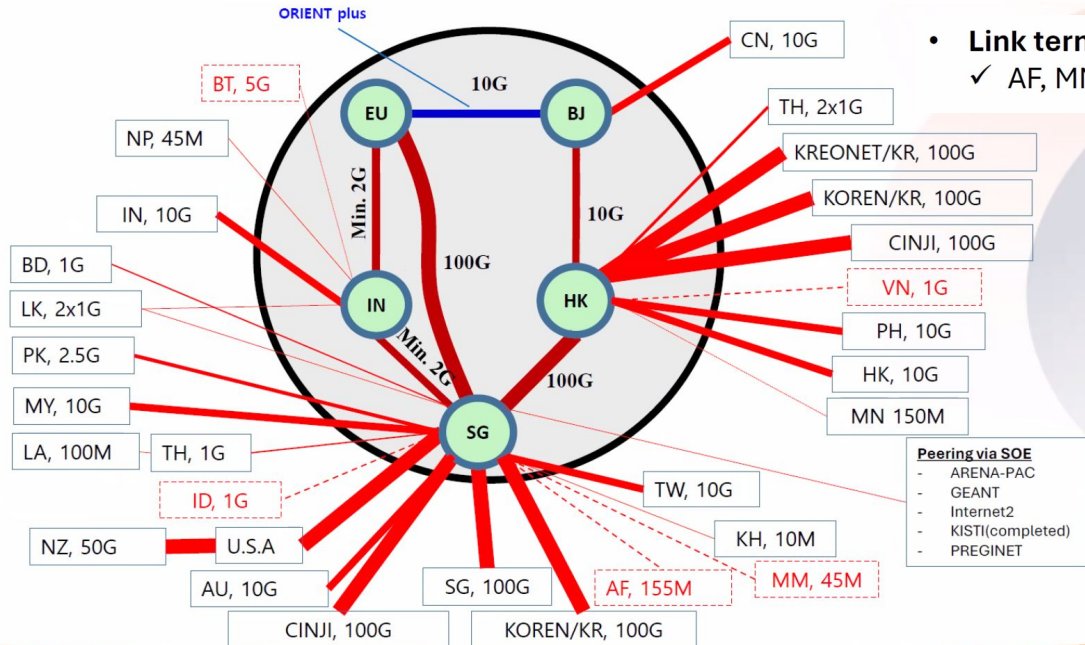 ORIENT plus
CN, 10G
• Link tern
✓ AF, MN
BT, 5G
10G
EU
BJ
TH, 2x1G
NP, 45M
KREONET/KR, 100G
Min. 2G
10G
KOREN/KR, 100G
IN, 10G
CINJI, 100G
BD, 1G
100G
VN, 1G
LK, 2x1G
IN
HK
PH, 10G
PK, 2.5G
Min. 2G
100G
HK, 10G
MY, 10G
MN 150M
SG
LA, 100M
TH, 1G
Peering via SOE
- ARENA-PAC
- GEANT
- Internet2
- KISTI(completed)
- PREGINET
ID, 1G
TW, 10G
NZ, 50G
U.S.A
KH, 10M
AU, 10G
SG, 100G
AF, 155M
MM, 45M
CINJI, 100G
KOREN/KR, 100G